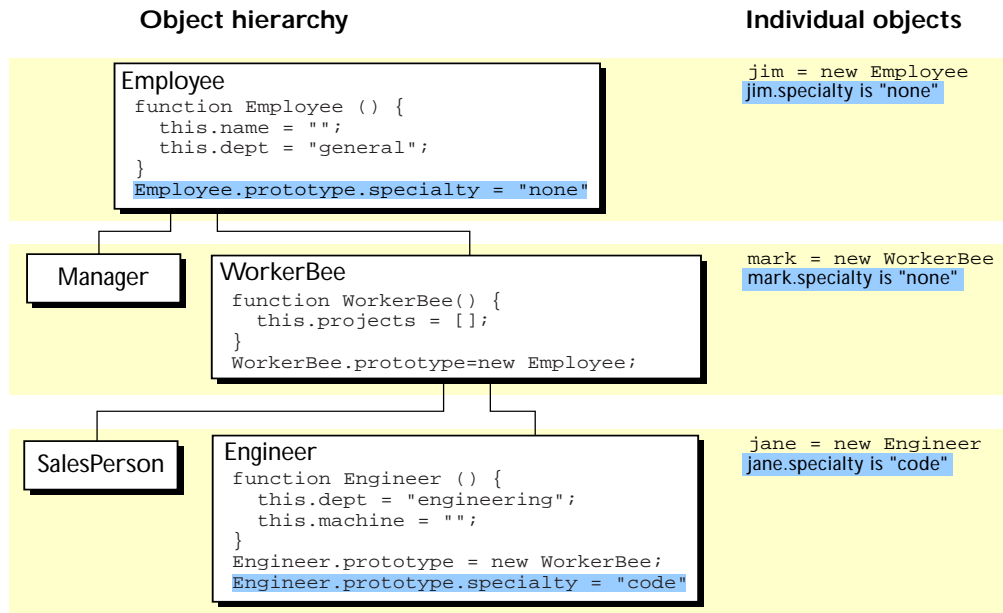 Object hierarchy
Individual objects
Employee
function Employee () {
this.name = "";
this.dept = "general";
}
Employee.prototype.specialty = "none"
jim = new Employee
jim.specialty is "none"
Manager
WorkerBee
function WorkerBee() {
this.projects = [];
}
WorkerBee.prototype=new Employee;
mark = new WorkerBee
mark.specialty is "none"
SalesPerson
Engineer
function Engineer () {
this.dept = "engineering";
this.machine = "";
}
Engineer.prototype = new WorkerBee;
Engineer.prototype.specialty = "code"
jane = new Engineer
jane.specialty is "code"